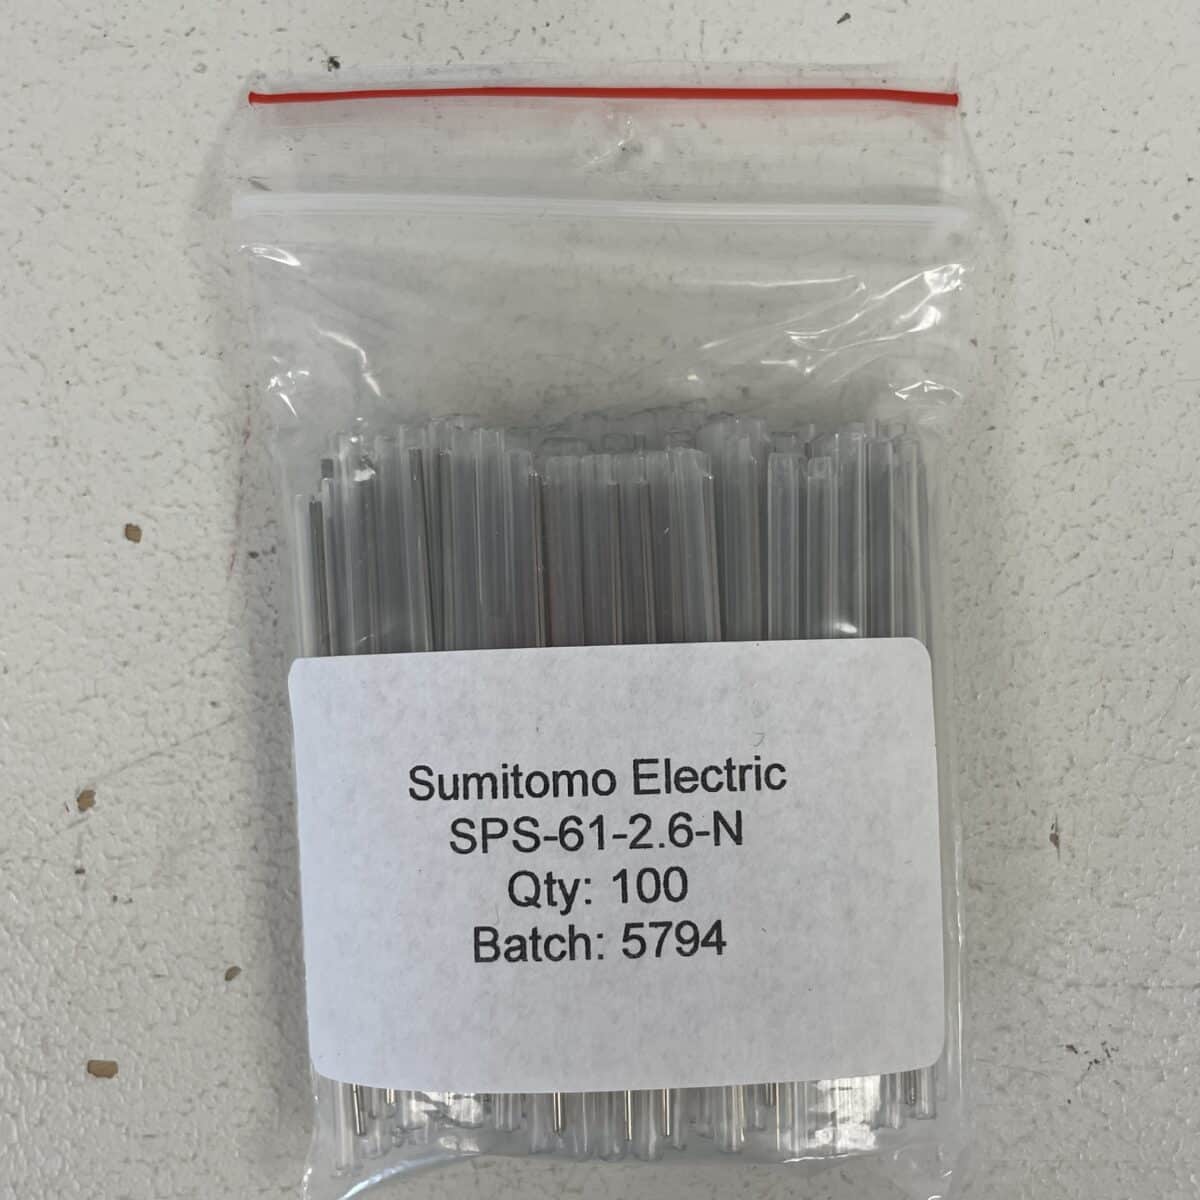 Sumitomo Electric
SPS-61-2.6-N
Qty: 100
Batch: 5794